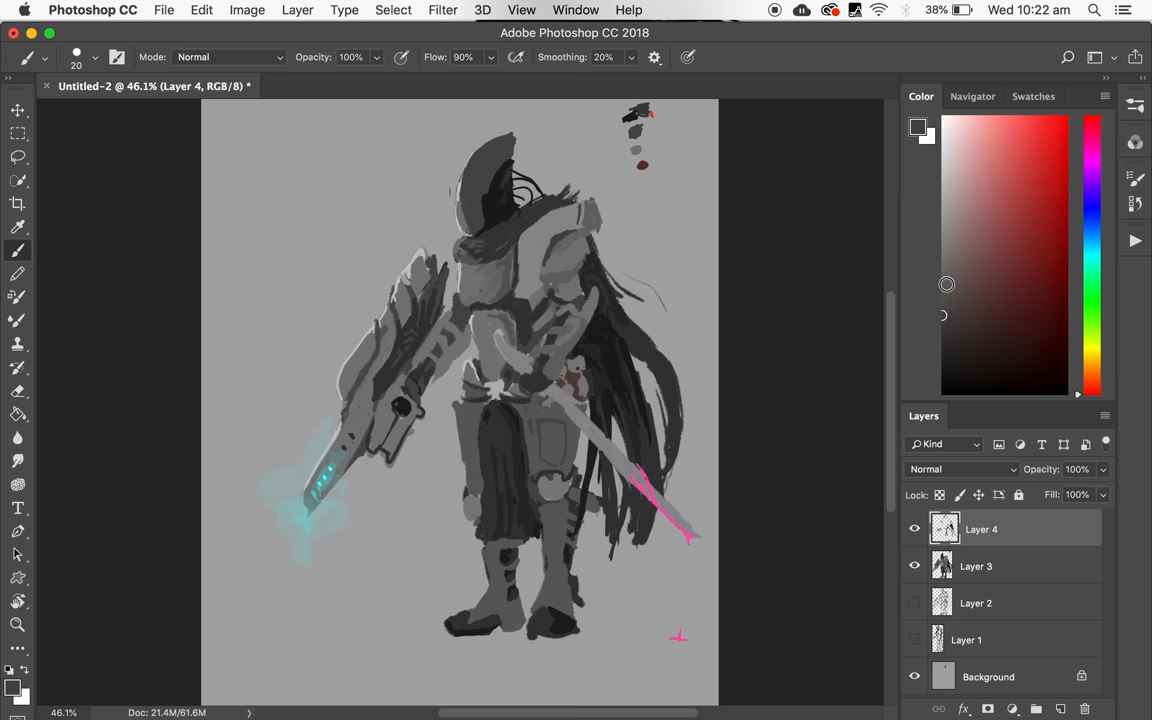 Photoshop CC File Edit Image Layer Type Select Filter 3D View Window Help 38% Wed 10:22 am
Adobe Photoshop CC 2018
20 Mode: Normal Opacity: 100% Flow: 90% Smoothing: 20%
× Untitled-2 @ 46.1% (Layer 4, RGB/8) *
Color Navigator Swatches
Layers
Kind
Normal Opacity: 100%
Lock: Fill: 100%
Layer 4
Layer 3
Layer 2
Layer 1
Background
46.1% Doc: 21.4M/61.6M